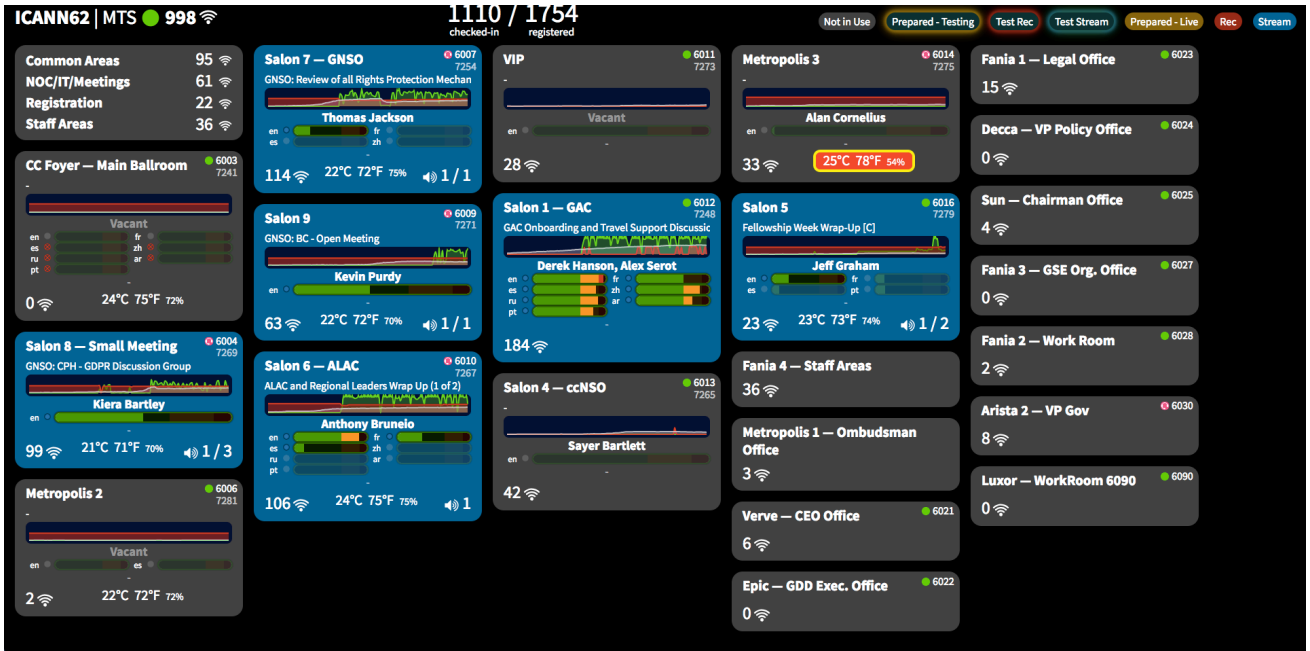 ICANN62 | MTS 998
1110 / 1754
checked-in registered
Not in Use Prepared - Testing Test Rec Test Stream Prepared - Live Rec Stream
Common Areas 95
NOC/IT/Meetings 61
Registration 22
Staff Areas 36
CC Foyer — Main Ballroom 6003
7241
-
Vacant
en fr
es zh
ru ar
pt
-
0 24°C 75°F 72%
Salon 8 — Small Meeting 6004
7269
GNSO: CPH - GDPR Discussion Group
Kiera Bartley
en
-
99 21°C 71°F 70% 1 / 3
Metropolis 2 6006
7281
-
Vacant
en es
-
2 22°C 72°F 72%
Salon 7 — GNSO 6007
7254
GNSO: Review of all Rights Protection Mechan
Thomas Jackson
en fr
es zh
-
114 22°C 72°F 75% 1 / 1
Salon 9 6009
7271
GNSO: BC - Open Meeting
Kevin Purdy
en
-
63 22°C 72°F 70% 1 / 1
Salon 6 — ALAC 6010
7267
ALAC and Regional Leaders Wrap Up (1 of 2)
Anthony Bruneio
en fr
es zh
ru ar
pt
-
106 24°C 75°F 75% 1
VIP 6011
7273
-
Vacant
en
-
28
Salon 1 — GAC 6012
7248
GAC Onboarding and Travel Support Discussic
Derek Hanson, Alex Serot
en fr
es zh
ru ar
pt
-
184
Salon 4 — ccNSO 6013
7265
-
Sayer Bartlett
en
-
42
Metropolis 3 6014
7275
-
Alan Cornelius
en
-
33 25°C 78°F 54%
Salon 5 6016
7279
Fellowship Week Wrap-Up [C]
Jeff Graham
en fr
es pt
-
23 23°C 73°F 74% 1 / 2
Fania 4 — Staff Areas
36
Metropolis 1 — Ombudsman
Office
3
Verve — CEO Office 6021
6
Epic — GDD Exec. Office 6022
0
Fania 1 — Legal Office 6023
15
Decca — VP Policy Office 6024
0
Sun — Chairman Office 6025
4
Fania 3 — GSE Org. Office 6027
0
Fania 2 — Work Room 6028
2
Arista 2 — VP Gov 6030
8
Luxor — WorkRoom 6090 6090
0